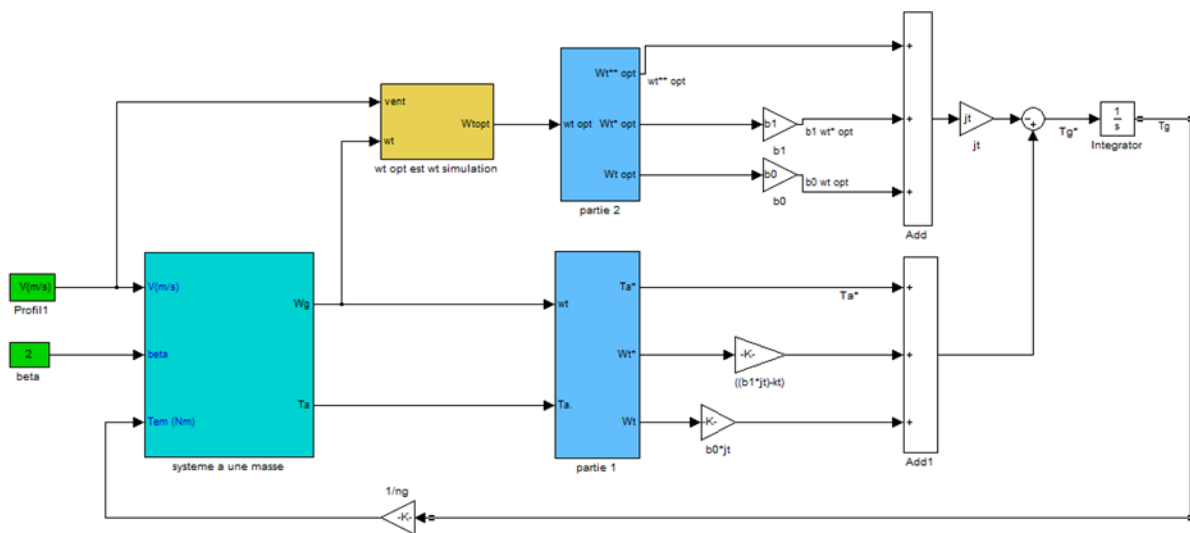 Wt** opt
wt** opt
vent
Wtopt
wt
wt opt est wt simulation
wt opt
Wt* opt
b1
b1 wt* opt
b1
Wt opt
b0
b0 wt opt
b0
partie 2
+
+
+
Add
jt
jt
-
+
Tg*
1
s
Integrator
Tg
V(m/s)
Profil1
2
beta
V(m/s)
beta
Tem (Nm)
Wg
Ta
systeme a une masse
wt
Ta.
Ta*
Wt*
Wt
partie 1
Ta*
-K-
((b1*jt)-kt)
-K-
b0*jt
+
+
+
Add1
1/ng
-K-